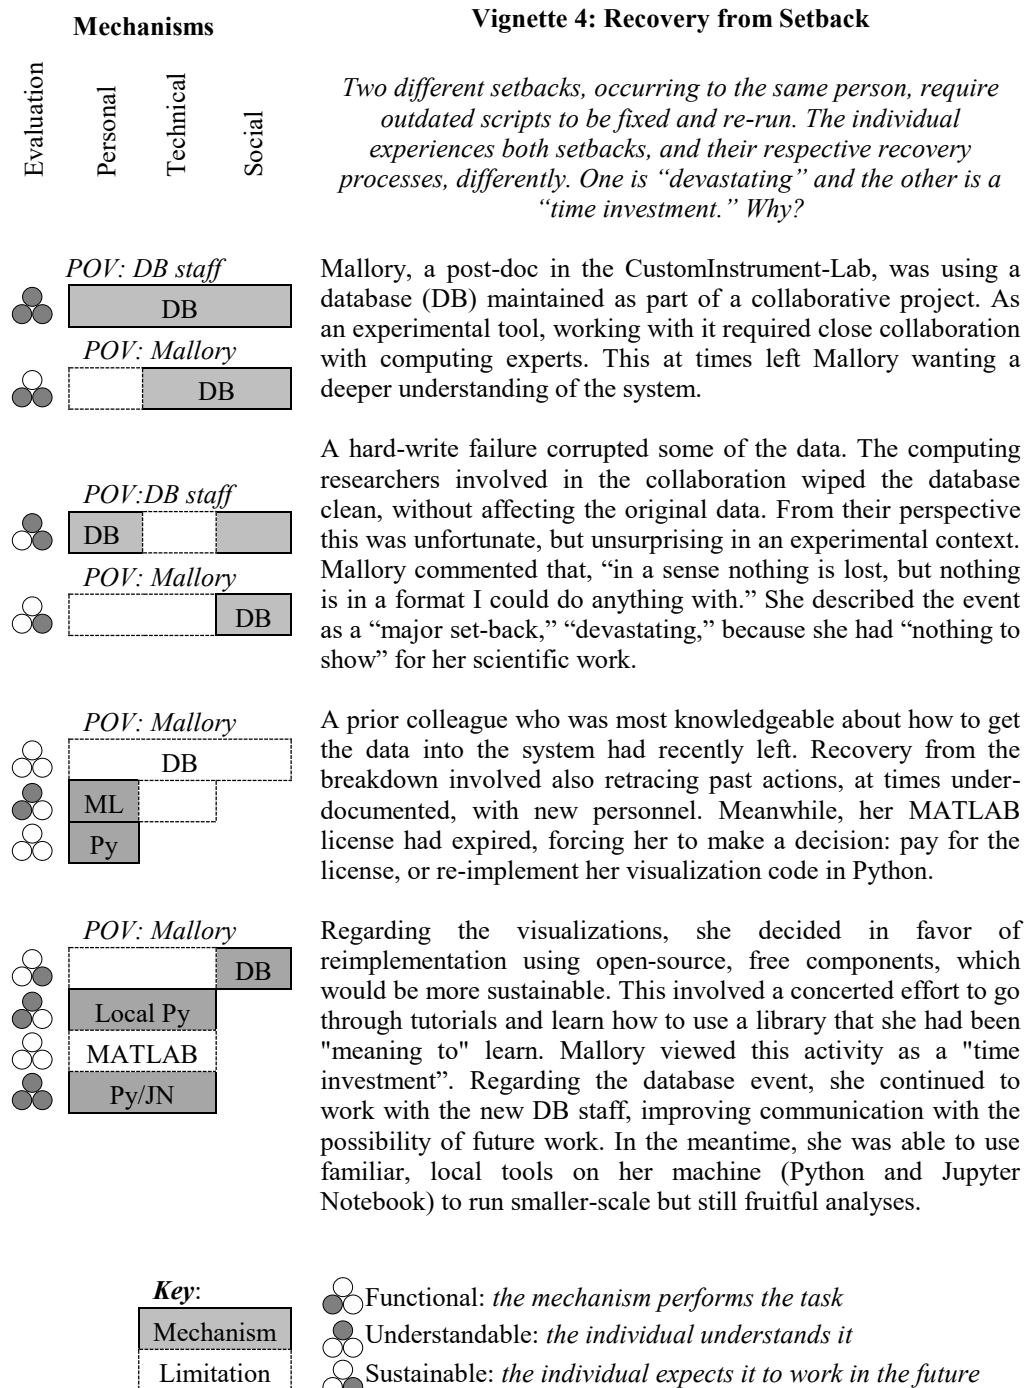 Mechanisms
Vignette 4: Recovery from Setback
Evaluation
Personal
Technical
Social
Two different setbacks, occurring to the same person, require
outdated scripts to be fixed and re-run. The individual
experiences both setbacks, and their respective recovery
processes, differently. One is “devastating” and the other is a
“time investment.” Why?
POV: DB staff
DB
POV: Mallory
DB
Mallory, a post-doc in the CustomInstrument-Lab, was using a
database (DB) maintained as part of a collaborative project. As
an experimental tool, working with it required close collaboration
with computing experts. This at times left Mallory wanting a
deeper understanding of the system.
POV:DB staff
DB
POV: Mallory
DB
A hard-write failure corrupted some of the data. The computing
researchers involved in the collaboration wiped the database
clean, without affecting the original data. From their perspective
this was unfortunate, but unsurprising in an experimental context.
Mallory commented that, “in a sense nothing is lost, but nothing
is in a format I could do anything with.” She described the event
as a “major set-back,” “devastating,” because she had “nothing to
show” for her scientific work.
POV: Mallory
DB
ML
Py
A prior colleague who was most knowledgeable about how to get
the data into the system had recently left. Recovery from the
breakdown involved also retracing past actions, at times under-
documented, with new personnel. Meanwhile, her MATLAB
license had expired, forcing her to make a decision: pay for the
license, or re-implement her visualization code in Python.
POV: Mallory
DB
Local Py
MATLAB
Py/JN
Regarding the visualizations, she decided in favor of
reimplementation using open-source, free components, which
would be more sustainable. This involved a concerted effort to go
through tutorials and learn how to use a library that she had been
"meaning to" learn. Mallory viewed this activity as a "time
investment”. Regarding the database event, she continued to
work with the new DB staff, improving communication with the
possibility of future work. In the meantime, she was able to use
familiar, local tools on her machine (Python and Jupyter
Notebook) to run smaller-scale but still fruitful analyses.
Key:
Mechanism
Limitation
Functional: the mechanism performs the task
Understandable: the individual understands it
Sustainable: the individual expects it to work in the future